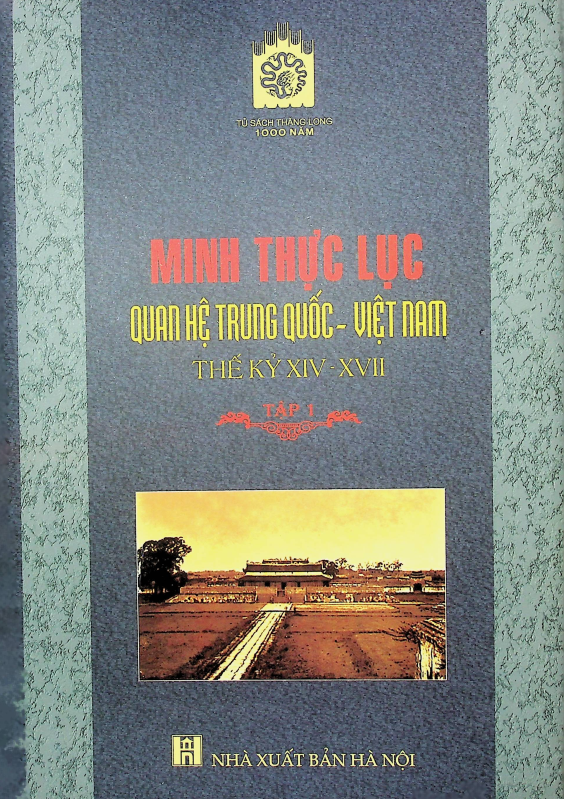 TỦ SÁCH THĂNG LONG
1000 NĂM
MINH THỰC LỤC
QUAN HỆ TRUNG QUỐC - VIỆT NAM
THẾ KỶ XIV - XVII
TẬP 1
NHÀ XUẤT BẢN HÀ NỘI